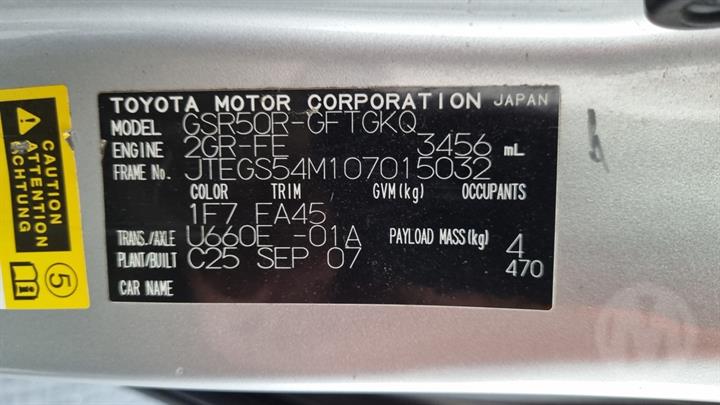 TOYOTA MOTOR CORPORATION JAPAN
MODEL GSR50R-GFTGKQ
ENGINE 2GR-FE 3456 mL
FRAME No. JTEGS54M107015032
COLOR TRIM GVM(kg) OCCUPANTS
1F7 FA45
TRANS./AXLE U660E -01A PAYLOAD MASS(kg) 4
470
PLANT/BUILT C25 SEP 07
CAR NAME
CAUTION
ATTENTION
ACHTUNG
5